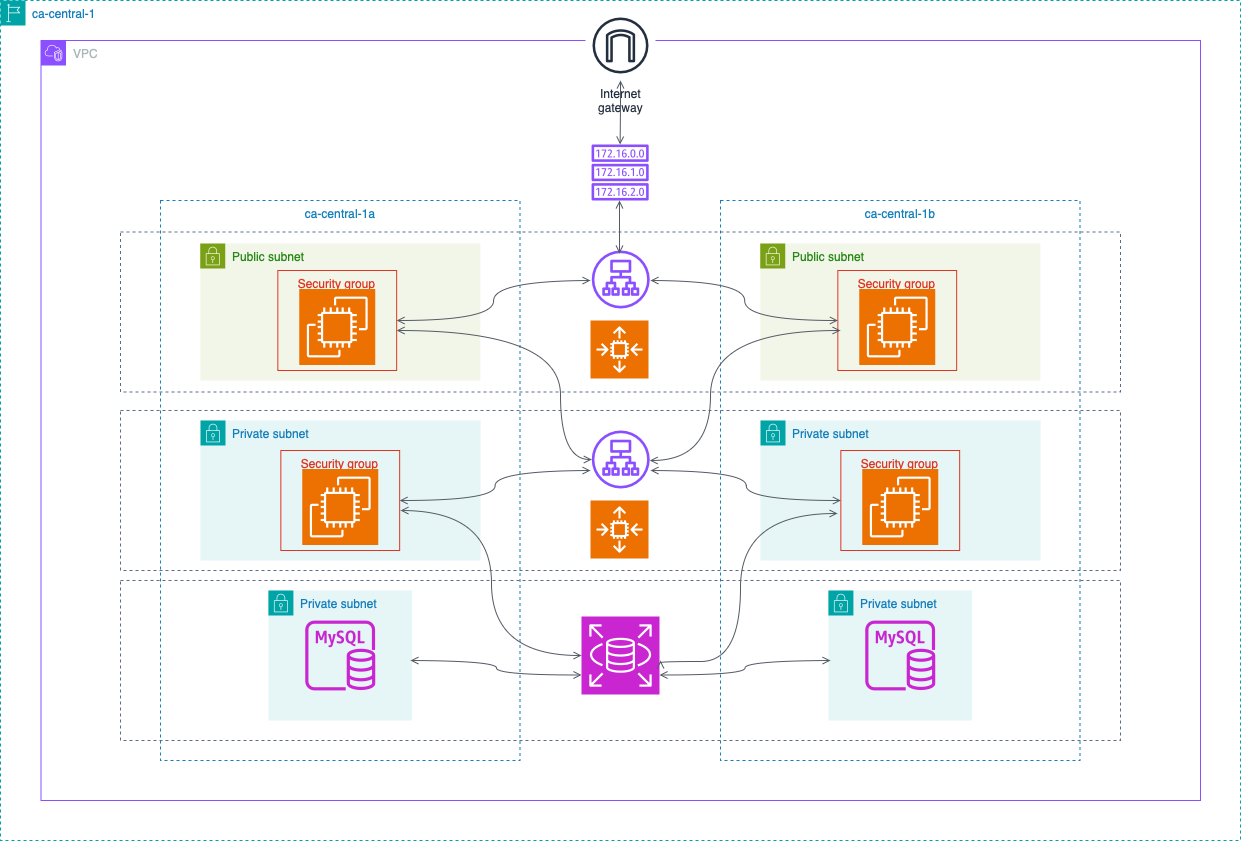 ca-central-1
VPC
Internet
gateway
172.16.0.0
172.16.1.0
172.16.2.0
ca-central-1a
ca-central-1b
Public subnet
Public subnet
Security group
Security group
Private subnet
Private subnet
Security group
Security group
Private subnet
Private subnet
MySQL
MySQL